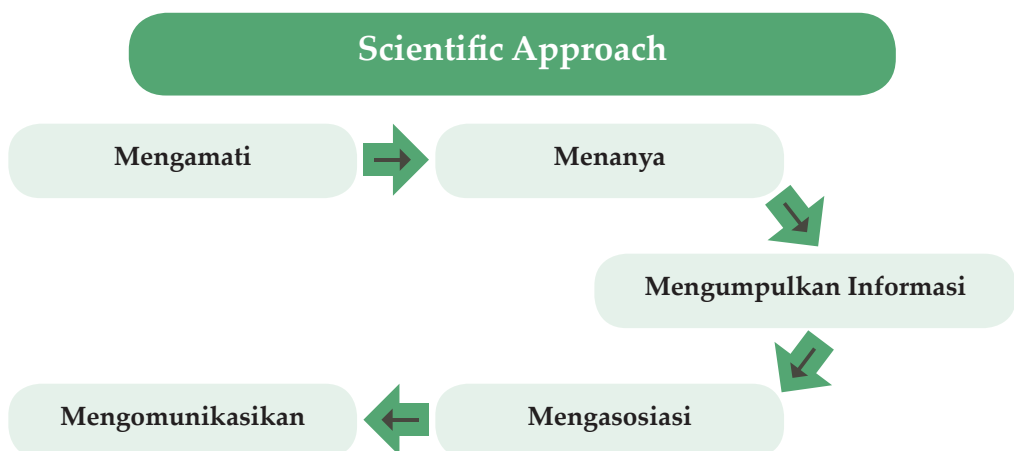 Scientific Approach
Mengamati
Menanya
Mengumpulkan Informasi
Mengasosiasi
Mengomunikasikan